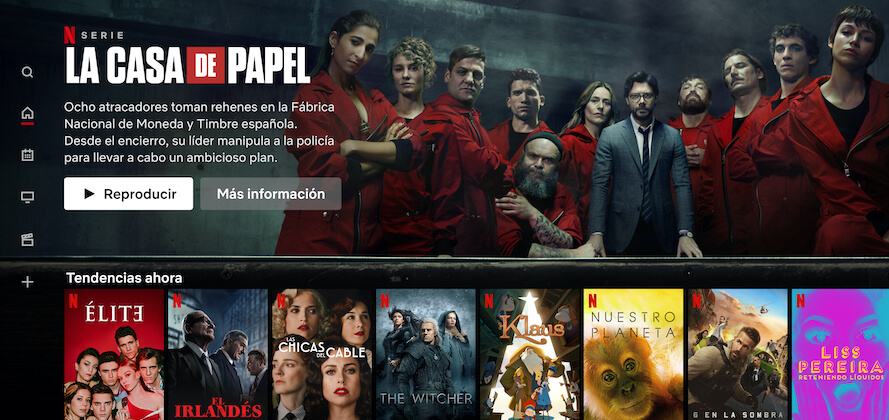 N SERIE
LA CASA DE PAPEL
Ocho atracadores toman rehenes en la Fábrica
Nacional de Moneda y Timbre española.
Desde el encierro, su líder manipula a la policía
para llevar a cabo un ambicioso plan.
Reproducir
Más información
Tendencias ahora
N
ÉLITƎ
N
EL
IRLANDÉS
N
LAS
CHICAS DEL CABLE
N
THE WITCHER
N
Klaus
N
NUESTRO
PLANETA
N
6 EN LA SOMBRA
N
LISS
PEREIRA
RETENIENDO LÍQUIDOS